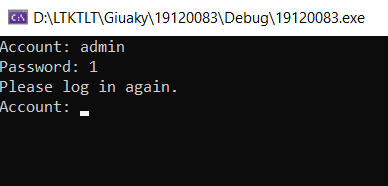 D:\LTKTLT\Giuaky\19120083\Debug\19120083.exe
Account: admin
Password: 1
Please log in again.
Account: